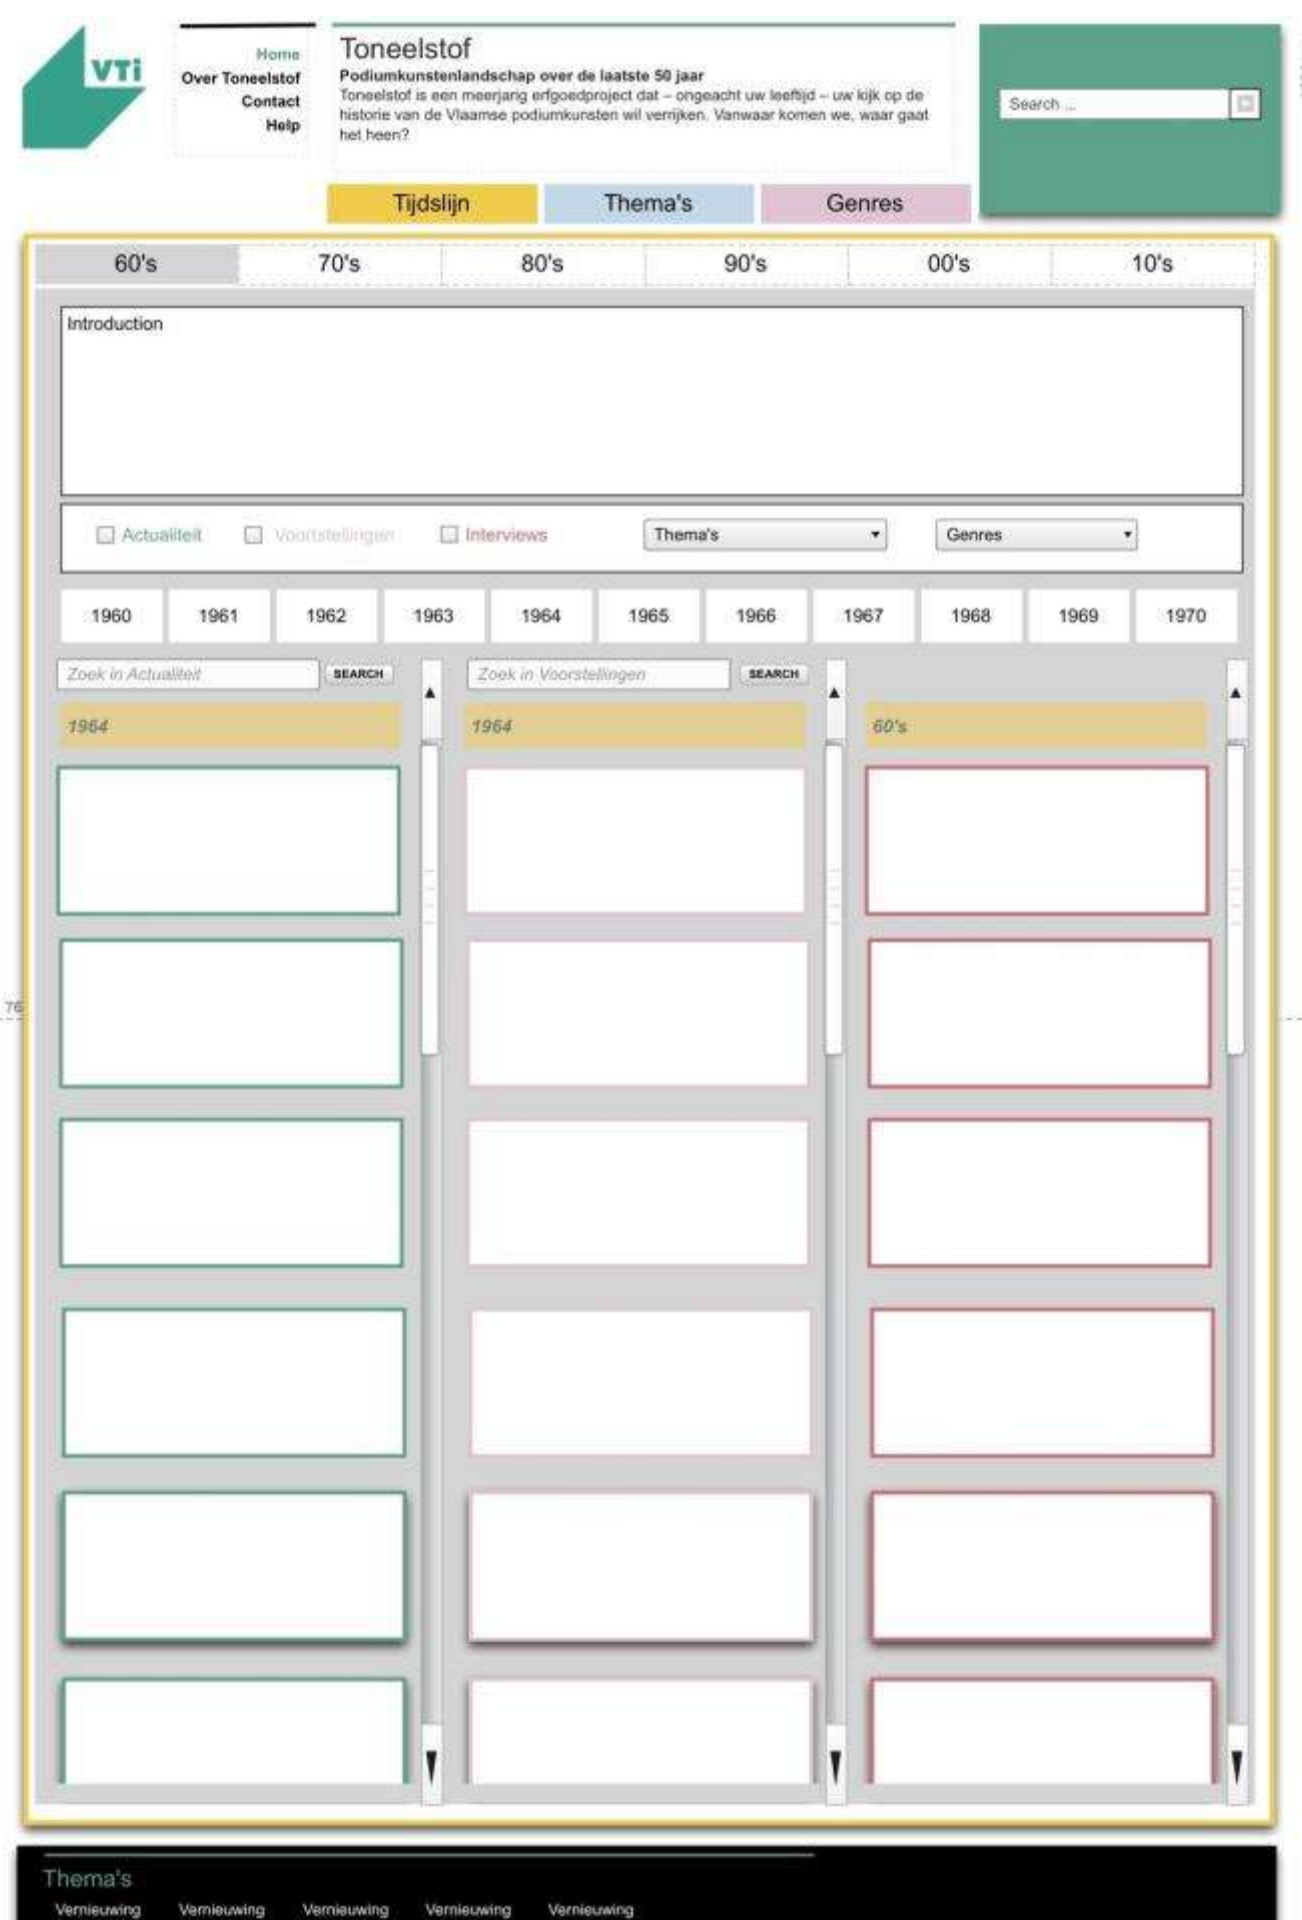 VTi
Home
Over Toneelstof
Contact
Help
Toneelstof
Podiumkunstenlandschap over de laatste 50 jaar
Toneelstof is een meerjarig erfgoedproject dat – ongeacht uw leeftijd – uw kijk op de
historie van de Vlaamse podiumkunsten wil verrijken. Vanwaar komen we, waar gaat
het heen?
Search ...
Tijdslijn Thema's Genres
60's 70's 80's 90's 00's 10's
Introduction
Actualiteit Voortstellingen Interviews Thema's Genres
1960 1961 1962 1963 1964 1965 1966 1967 1968 1969 1970
Zoek in Actualiteit SEARCH Zoek in Voorstellingen SEARCH
1964 1964 60's
76
Thema's
Vernieuwing Vernieuwing Vernieuwing Vernieuwing Vernieuwing